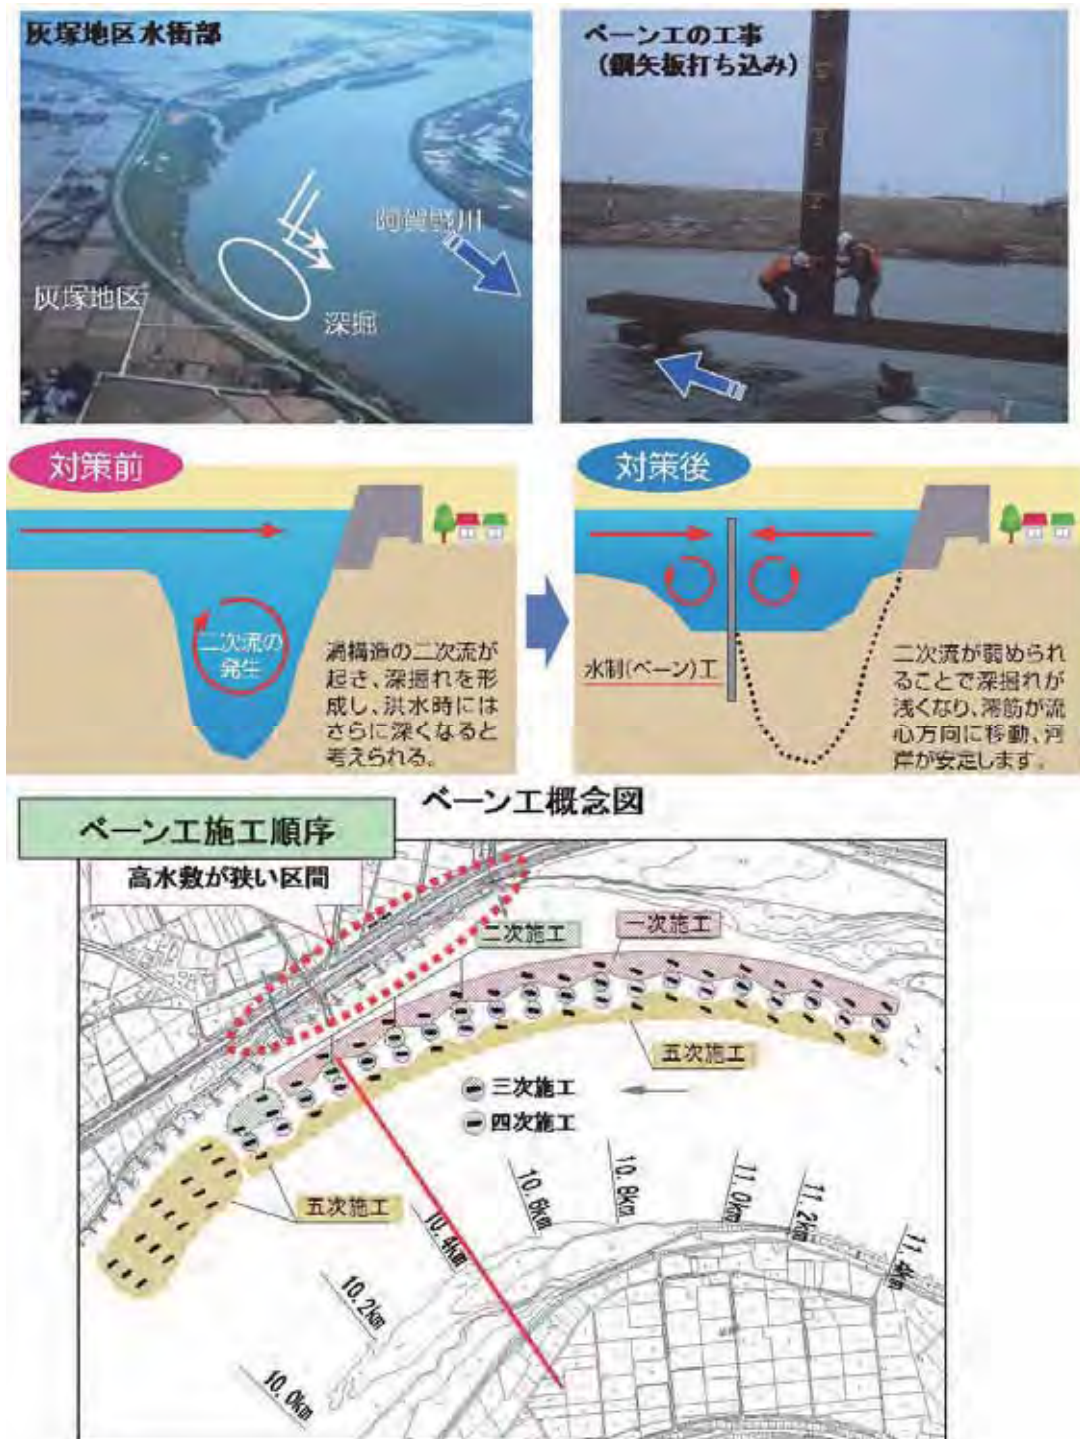 灰塚地区水衝部
阿賀野川
灰塚地区
深掘
ベーン工の工事
（鋼矢板打ち込み）
対策前
二次流の
発生
渦構造の二次流が
起き、深掘れを形
成し、洪水時には
さらに深くなると
考えられる。
対策後
水制(ベーン)工
二次流が弱められ
ることで深掘れが
浅くなり、澪筋が流
心方向に移動、河
岸が安定します。
ベーン工概念図
ベーン工施工順序
高水敷が狭い区間
二次施工
一次施工
五次施工
三次施工
四次施工
五次施工
10.0km
10.2km
10.4km
10.6km
10.8km
11.0km
11.2km
11.4km